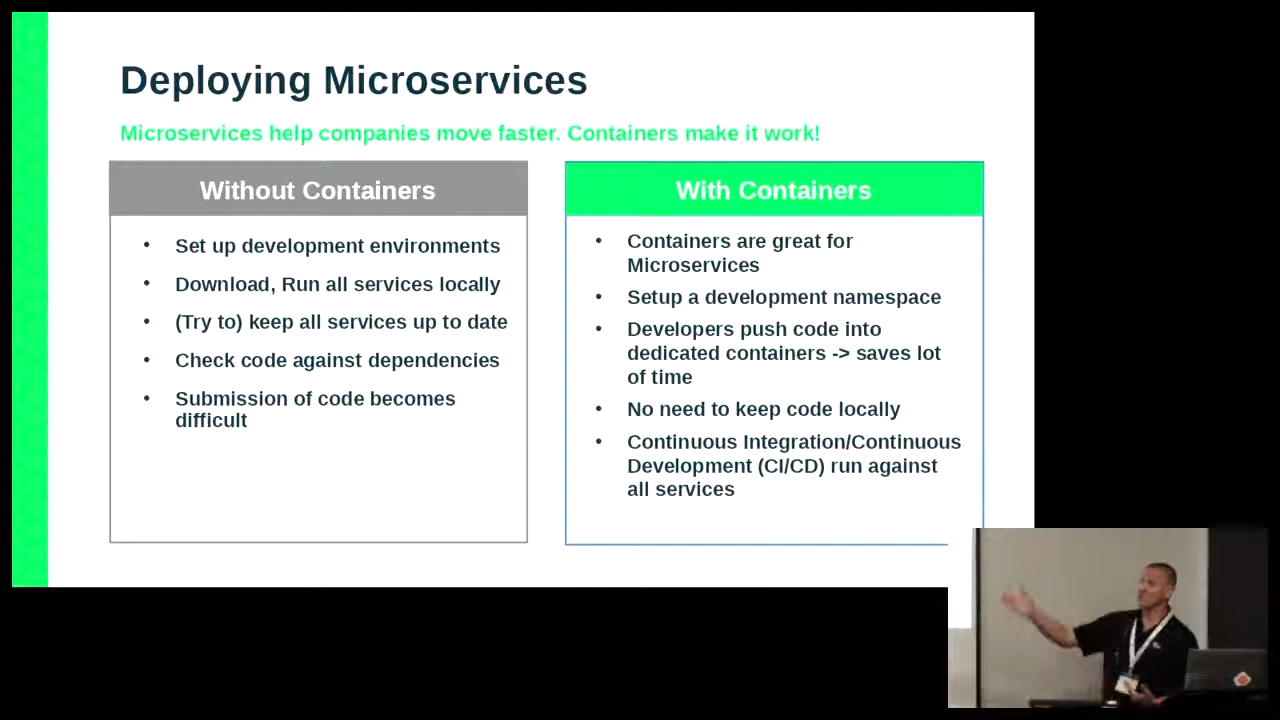 Deploying Microservices
Microservices help companies move faster. Containers make it work!
Without Containers
• Set up development environments
• Download, Run all services locally
• (Try to) keep all services up to date
• Check code against dependencies
• Submission of code becomes
difficult
With Containers
• Containers are great for
Microservices
• Setup a development namespace
• Developers push code into
dedicated containers -> saves lot
of time
• No need to keep code locally
• Continuous Integration/Continuous
Development (CI/CD) run against
all services